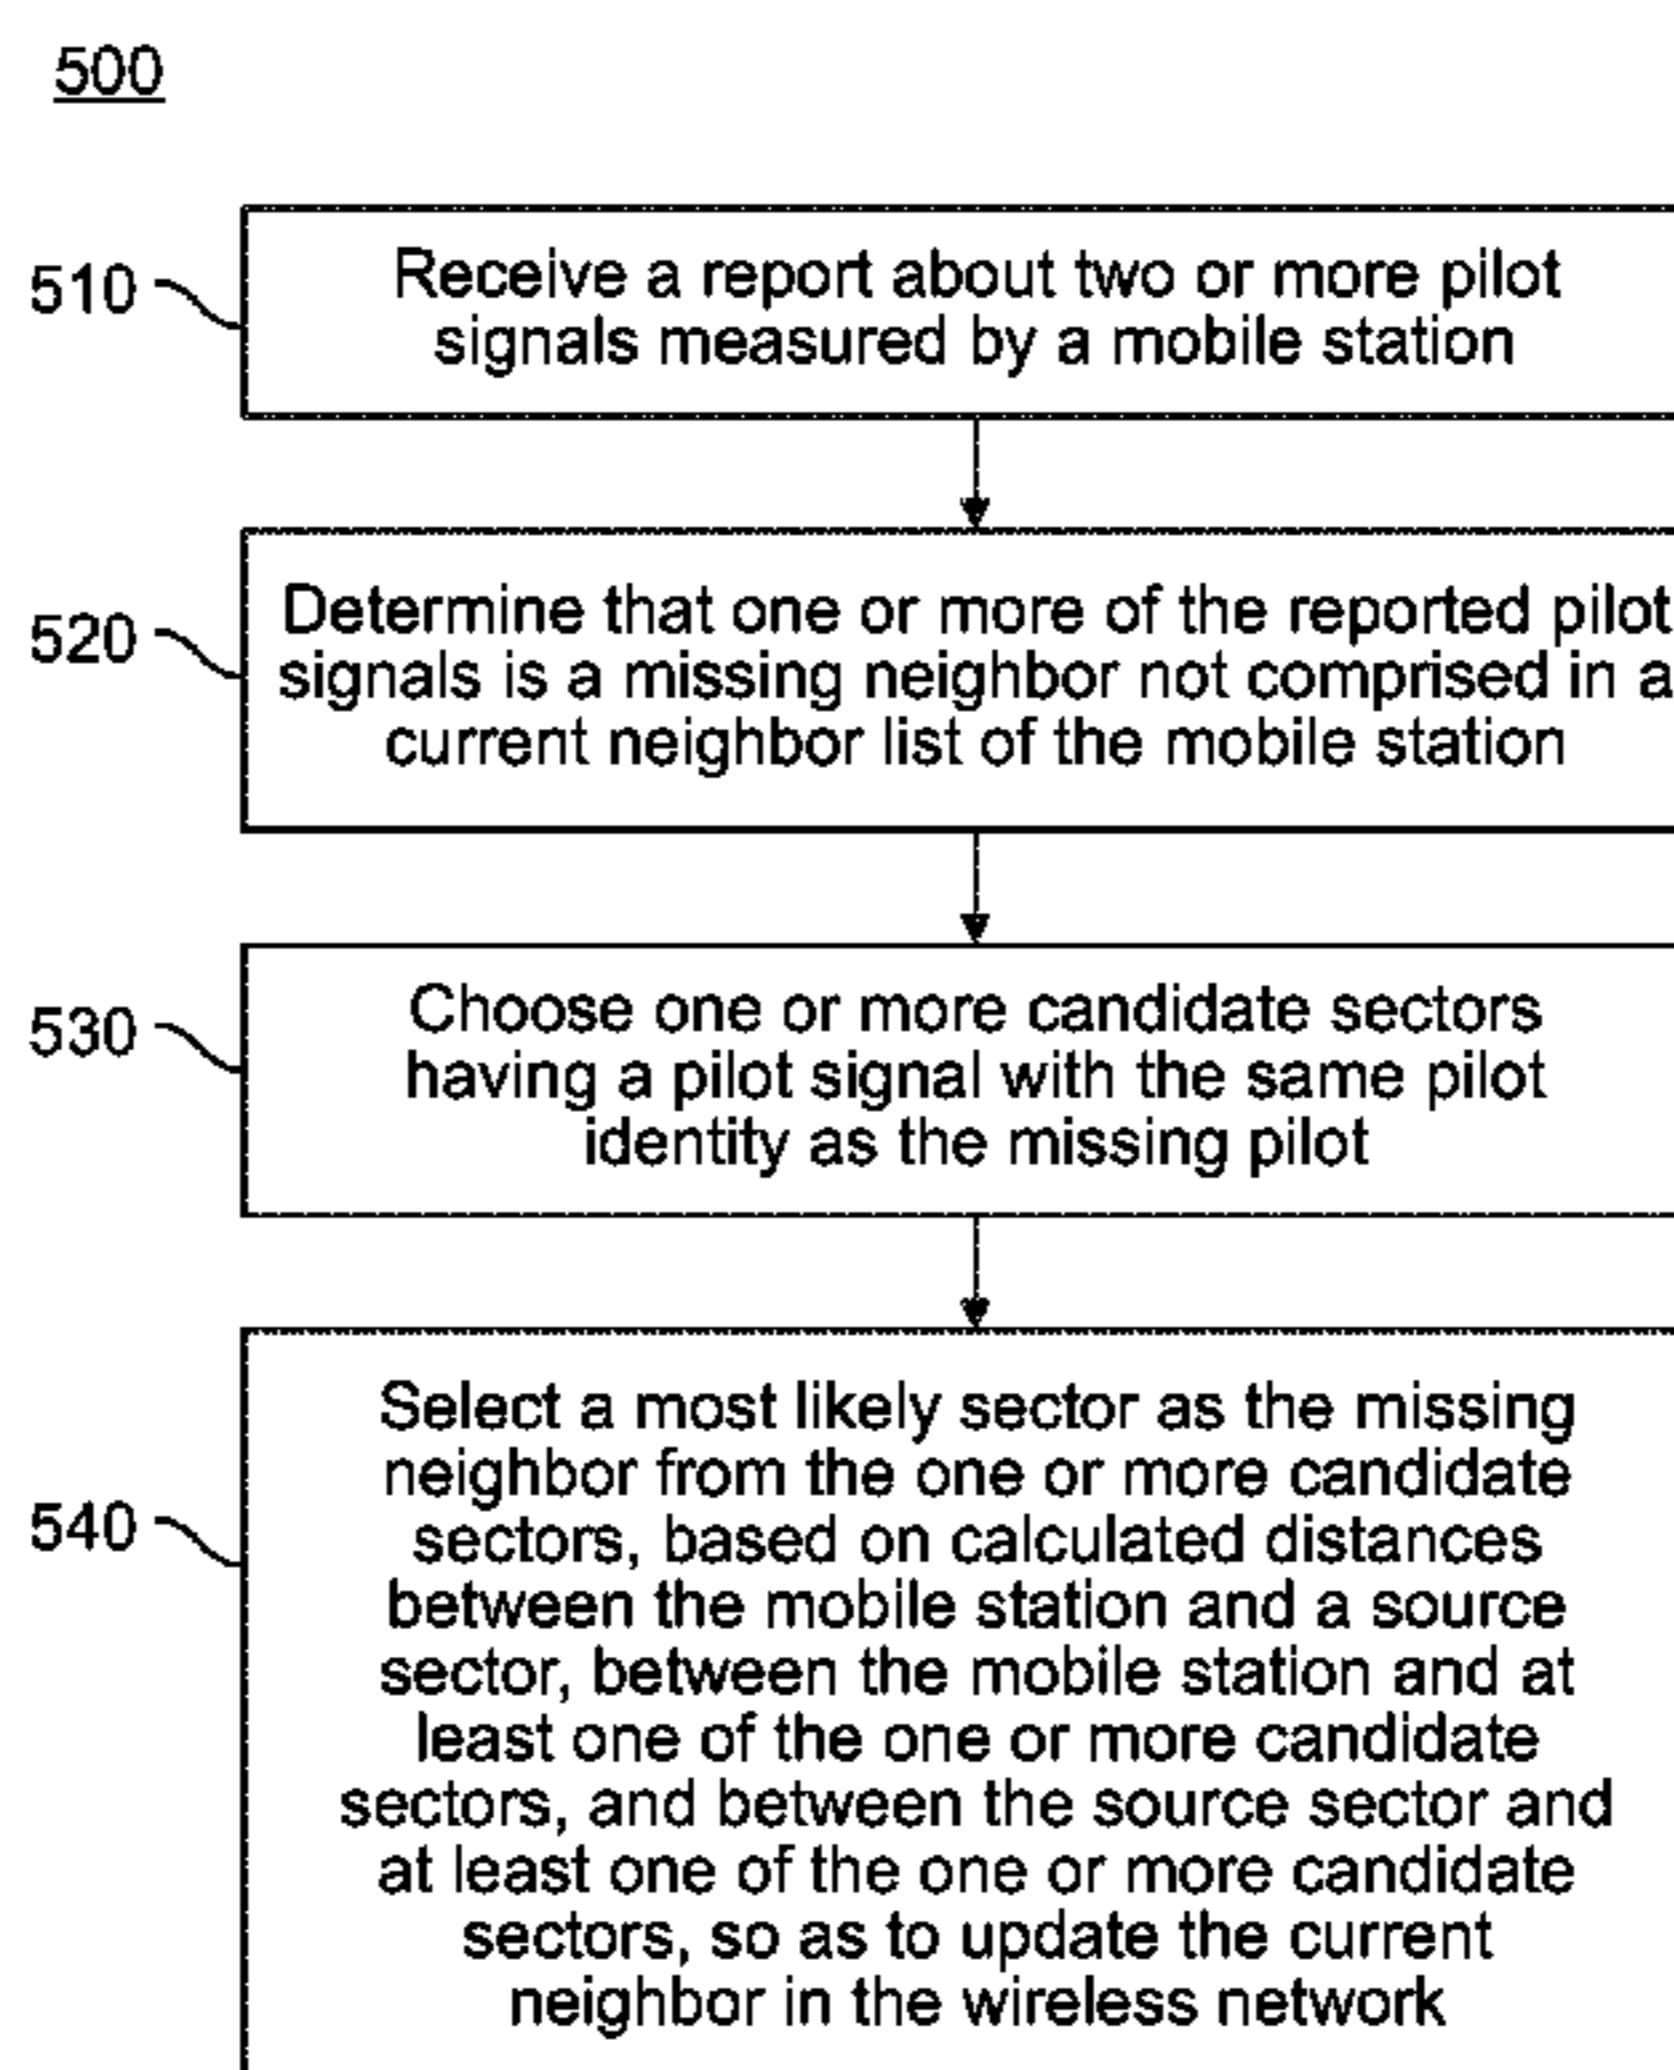 500
510
Receive a report about two or more pilot
signals measured by a mobile station
520
Determine that one or more of the reported pilot
signals is a missing neighbor not comprised in a
current neighbor list of the mobile station
530
Choose one or more candidate sectors
having a pilot signal with the same pilot
identity as the missing pilot
540
Select a most likely sector as the missing
neighbor from the one or more candidate
sectors, based on calculated distances
between the mobile station and a source
sector, between the mobile station and at
least one of the one or more candidate
sectors, and between the source sector and
at least one of the one or more candidate
sectors, so as to update the current
neighbor in the wireless network